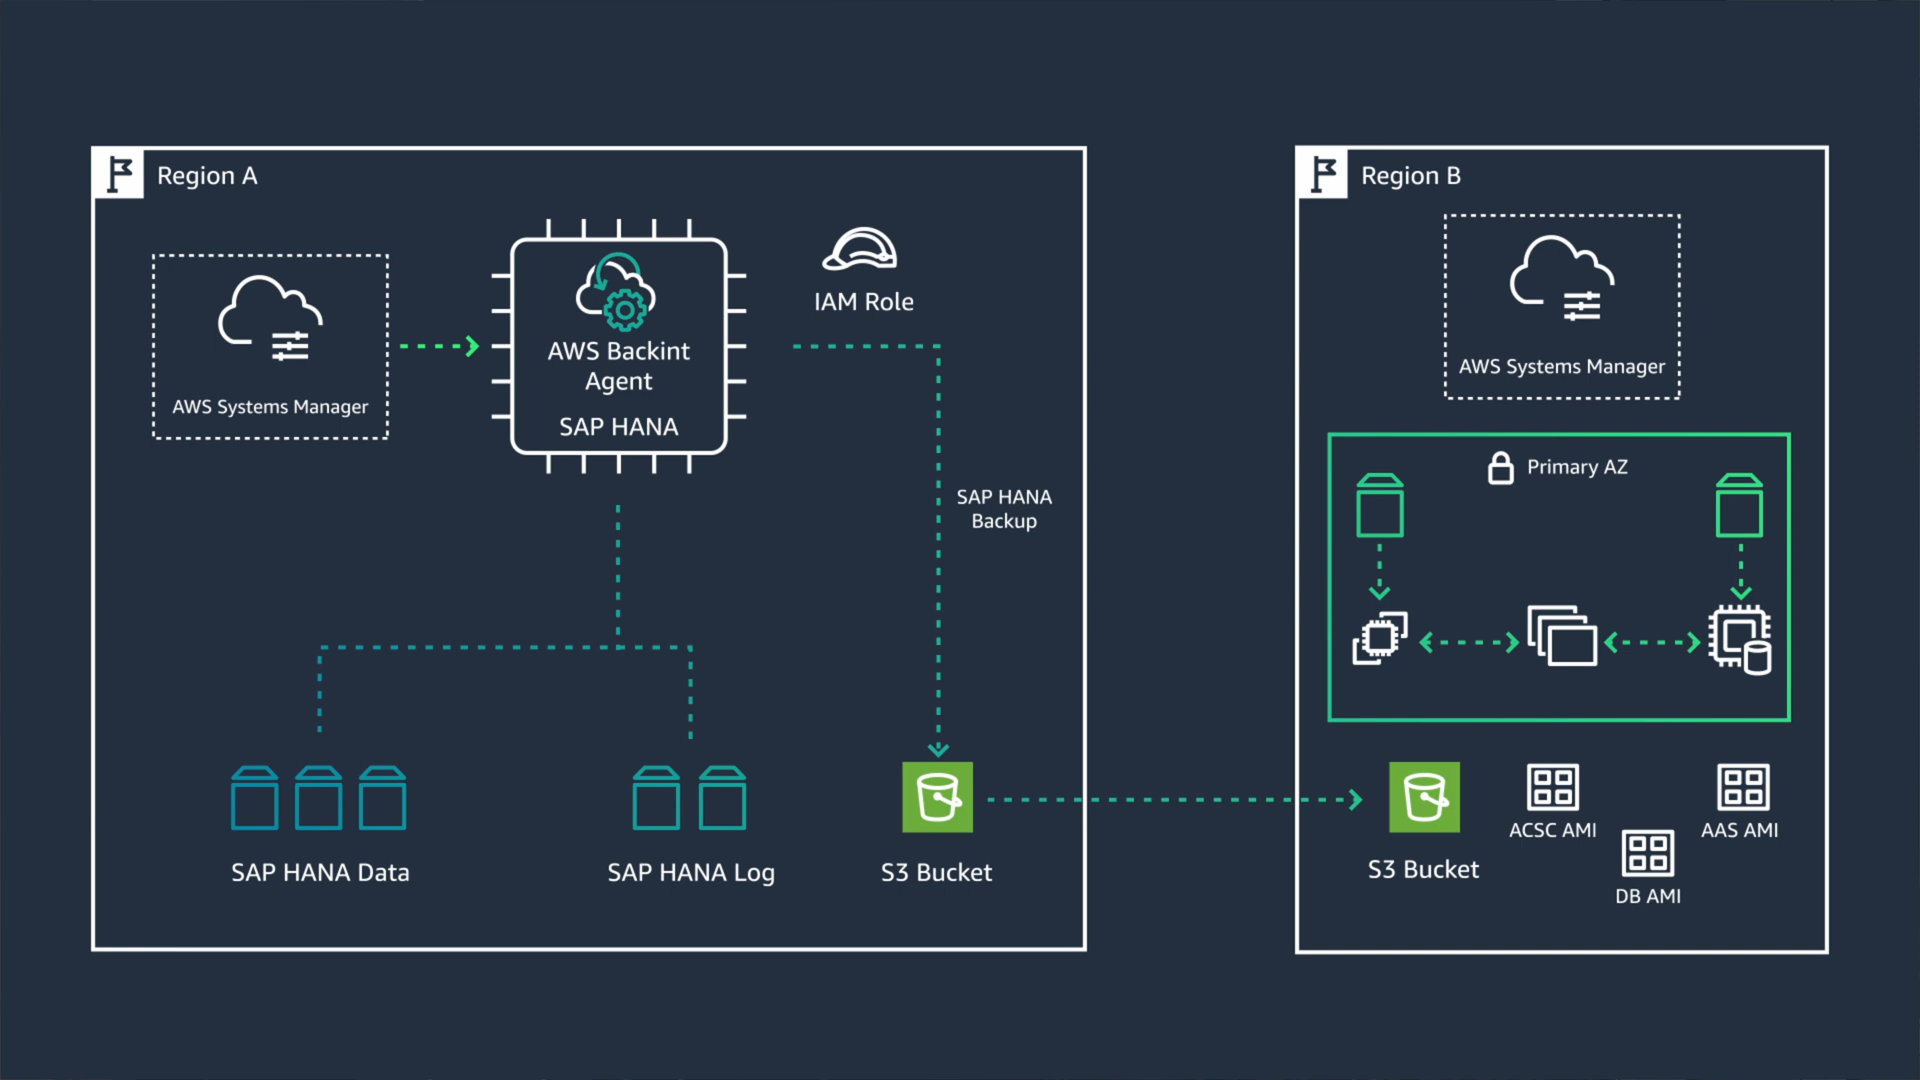 Region A
AWS Systems Manager
AWS Backint
Agent
SAP HANA
IAM Role
SAP HANA
Backup
SAP HANA Data
SAP HANA Log
S3 Bucket
Region B
AWS Systems Manager
Primary AZ
S3 Bucket
ACSC AMI
DB AMI
AAS AMI